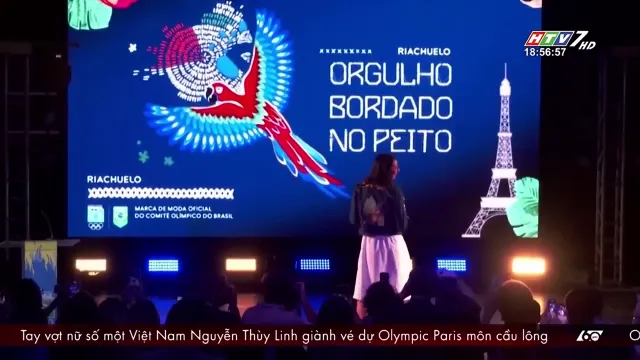 HTV7 HD
18:56:57
RIACHUELO
ORGULHO
BORDADO
NO PEITO
RIACHUELO
MARCA DE MODA OFICIAL
DO COMITÊ OLÍMPICO DO BRASIL
Tay vợt nữ số một Việt Nam Nguyễn Thùy Linh giành vé dự Olympic Paris môn cầu lông